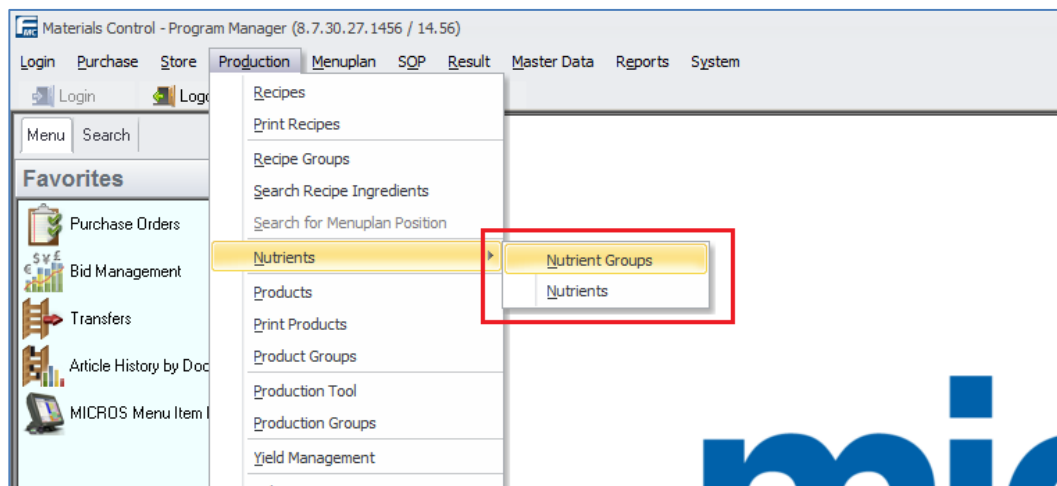 Materials Control - Program Manager (8.7.30.27.1456 / 14.56)
Login Purchase Store Production Menuplan SOP Result Master Data Reports System
Login
Menu Search
Favorites
Purchase Orders
Bid Management
Transfers
Article History by Doc
MICROS Menu Item
Recipes
Print Recipes
Recipe Groups
Search Recipe Ingredients
Search for Menuplan Position
Nutrients
Products
Print Products
Product Groups
Production Tool
Production Groups
Yield Management
Nutrient Groups
Nutrients